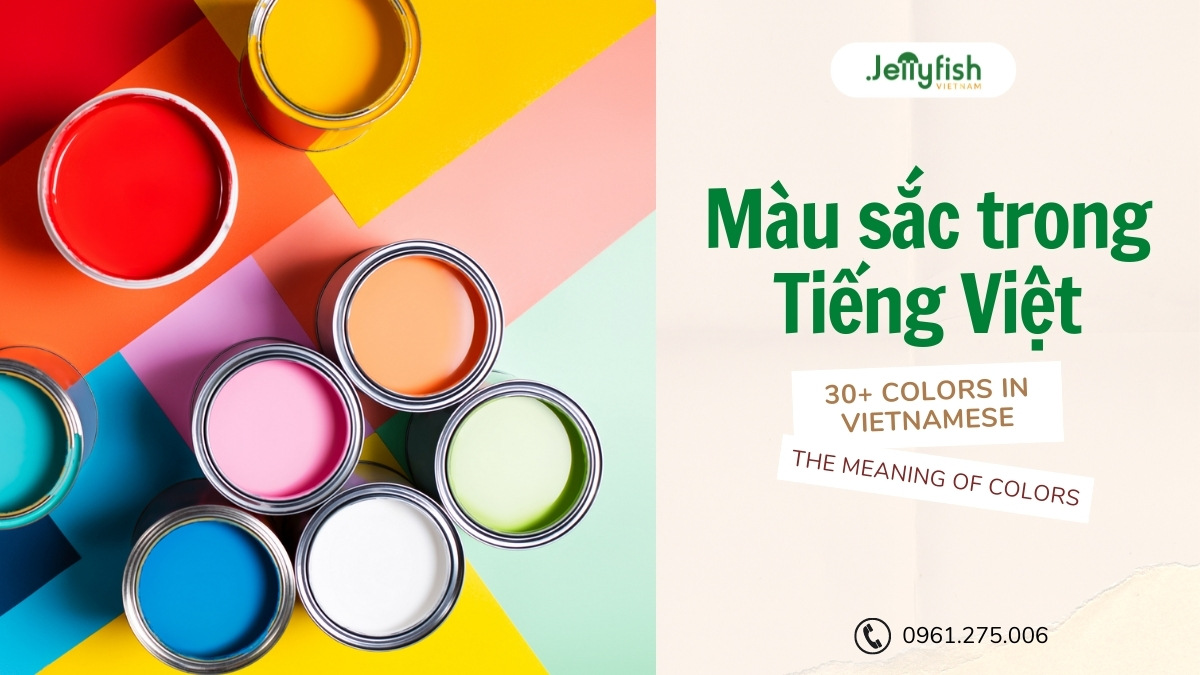 .Jellyfish
VIETNAM
Màu sắc trong
Tiếng Việt
30+ COLORS IN
VIETNAMESE
THE MEANING OF COLORS
0961.275.006